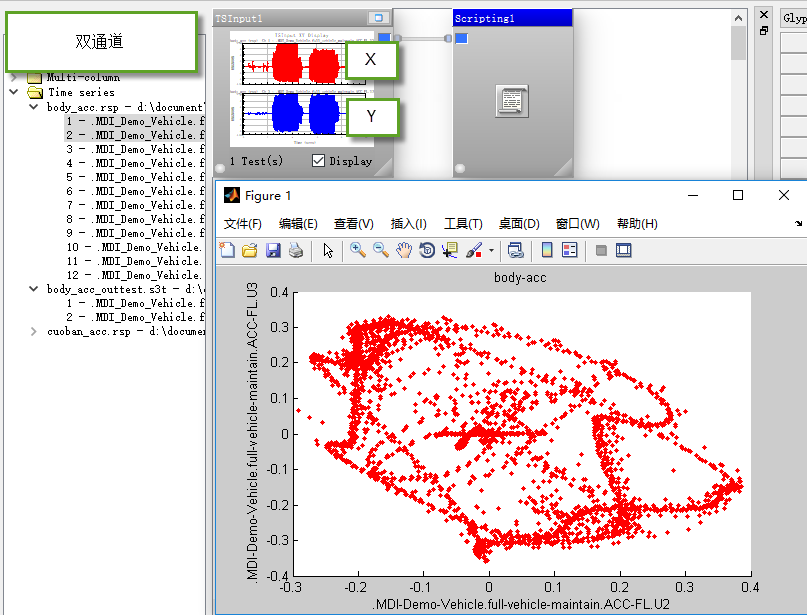 双通道
TSInput1
Scripting1
Glyp
TSInput XY Display
X
Y
1 Test(s)
Display
Multi-column
Time series
body_acc.rsp - d:\document
1 - .MDI_Demo_Vehicle.f
2 - .MDI_Demo_Vehicle.f
3 - .MDI_Demo_Vehicle.
4 - .MDI_Demo_Vehicle.
5 - .MDI_Demo_Vehicle.
6 - .MDI_Demo_Vehicle.
7 - .MDI_Demo_Vehicle.
8 - .MDI_Demo_Vehicle.
9 - .MDI_Demo_Vehicle.f
10 - .MDI_Demo_Vehicle.
11 - .MDI_Demo_Vehicle.
12 - .MDI_Demo_Vehicle.
body_acc_outtest.s3t - d:\
1 - .MDI_Demo_Vehicle.f
2 - .MDI_Demo_Vehicle.f
cuoban_acc.rsp - d:\documen
Figure 1
文件(F) 编辑(E) 查看(V) 插入(I) 工具(T) 桌面(D) 窗口(W) 帮助(H)
body-acc
.MDI-Demo-Vehicle.full-vehicle-maintain.ACC-FL.U3
0.4
0.3
0.2
0.1
0
-0.1
-0.2
-0.3
-0.4
-0.3 -0.2 -0.1 0 0.1 0.2 0.3 0.4
.MDI-Demo-Vehicle.full-vehicle-maintain.ACC-FL.U2